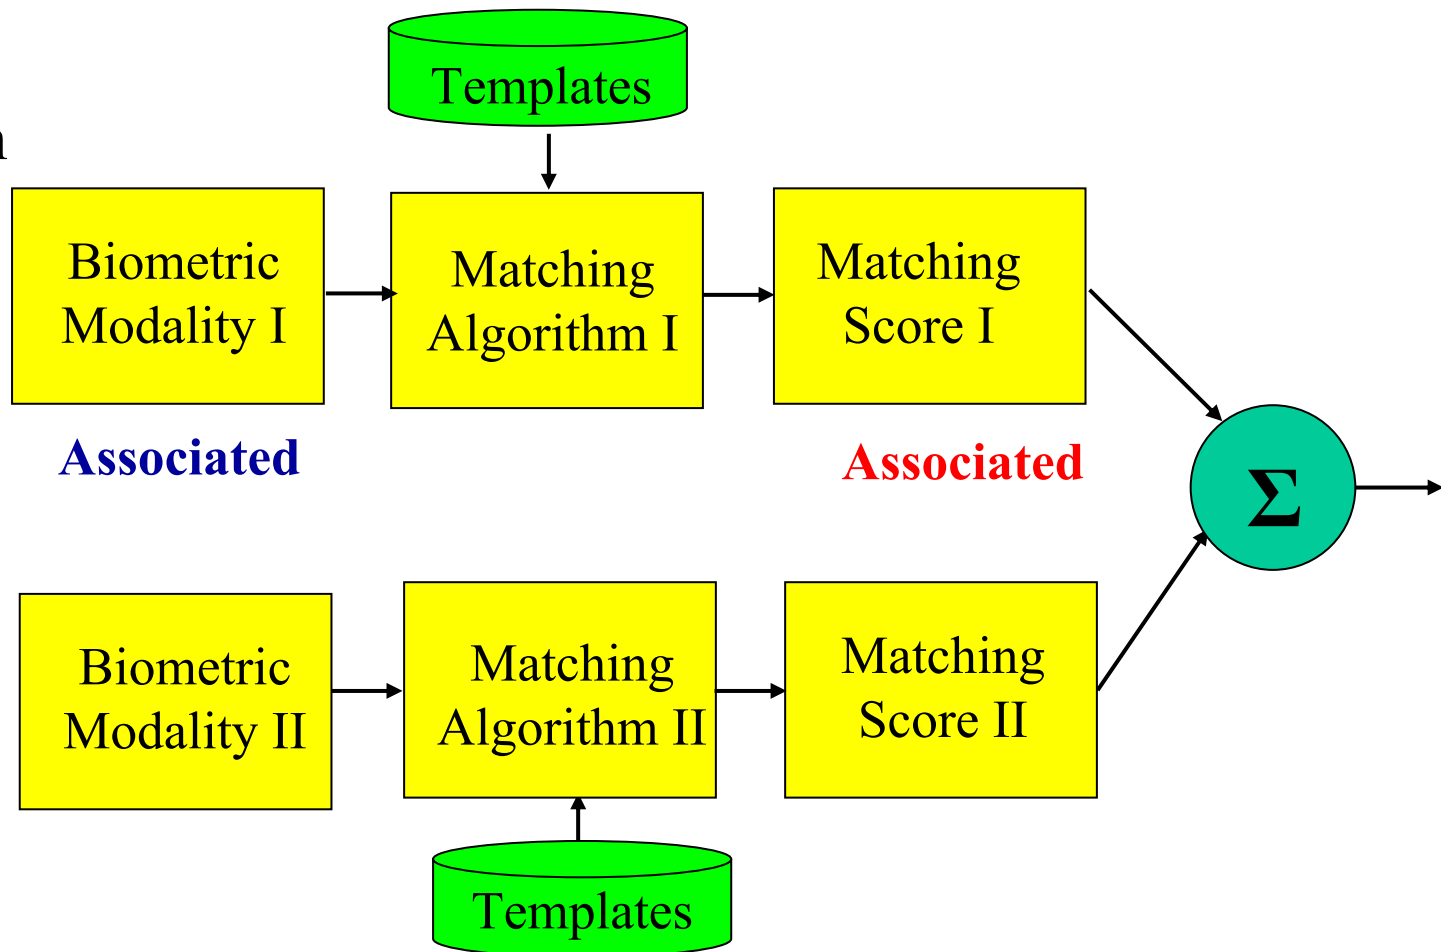 Templates
Biometric
Modality I
Matching
Algorithm I
Matching
Score I
Associated
Associated
Σ
Biometric
Modality II
Matching
Algorithm II
Matching
Score II
Templates